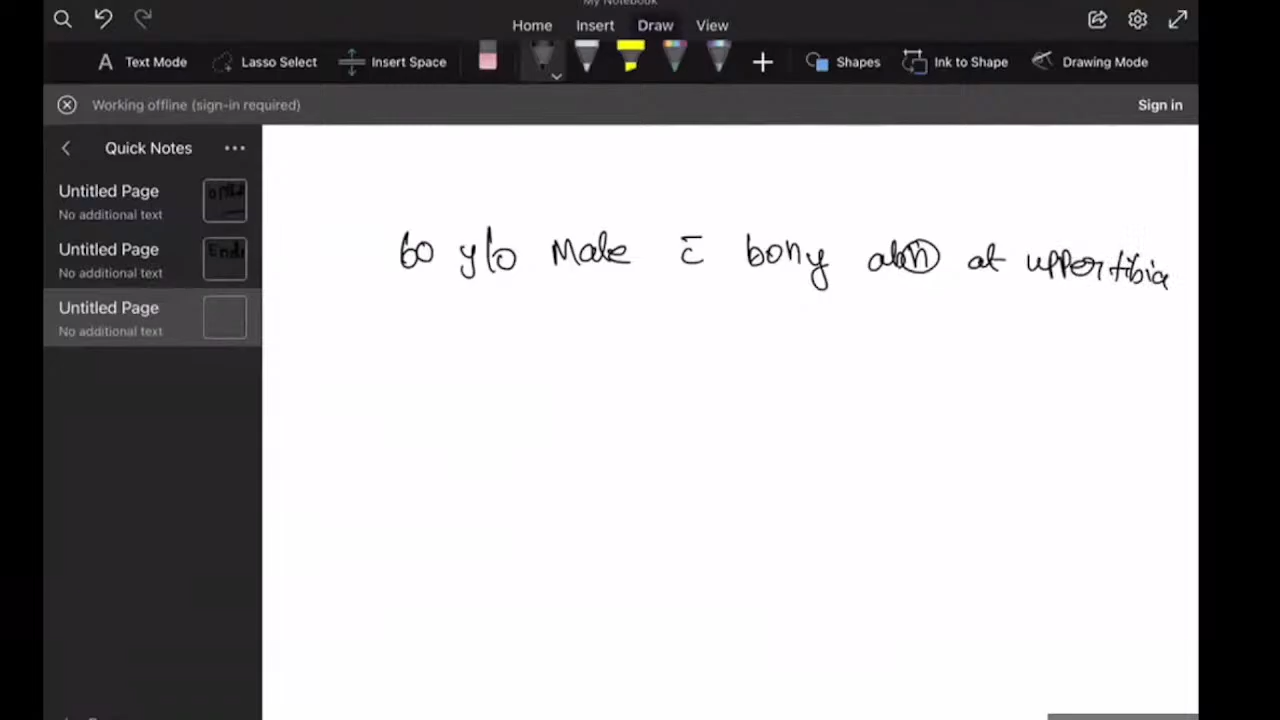 My Notebook
Home Insert Draw View
Text Mode Lasso Select Insert Space Shapes Ink to Shape Drawing Mode
Working offline (sign-in required) Sign in
Quick Notes
Untitled Page
No additional text
Untitled Page
No additional text
Untitled Page
No additional text
60 y/o Male c̄ bony abn at upper tibia